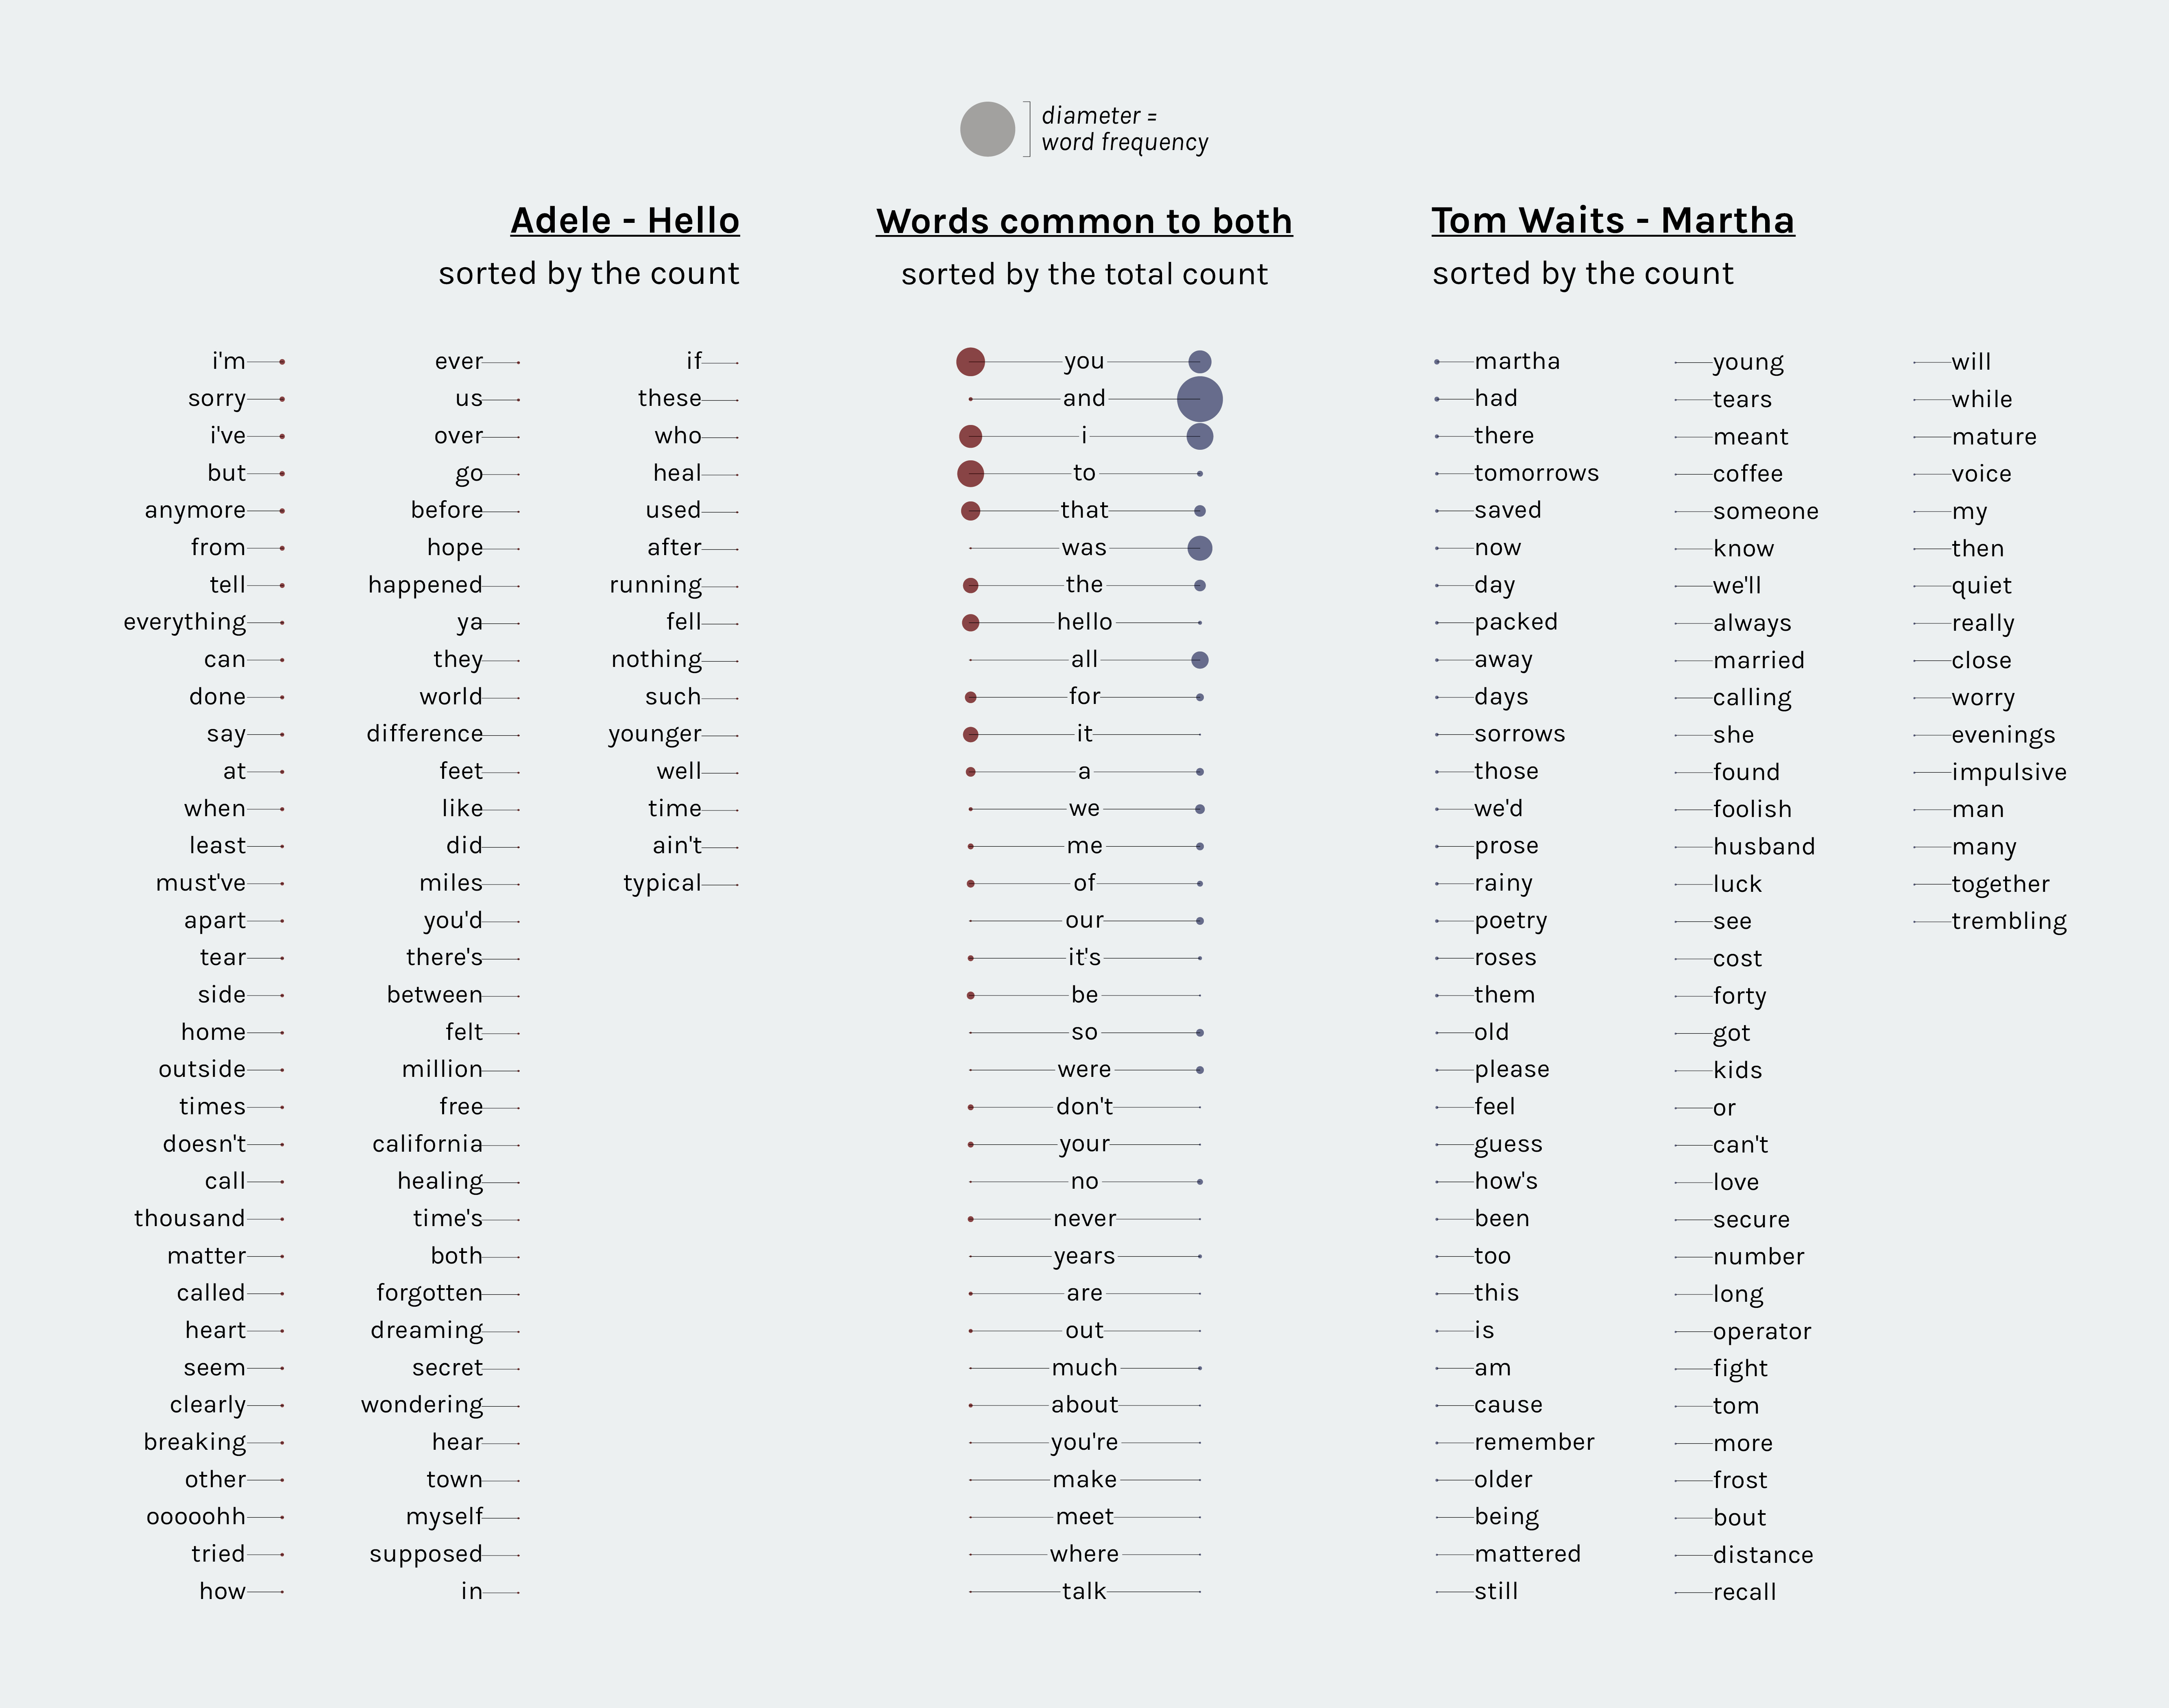 diameter =
word frequency
Adele - Hello
sorted by the count
i'm
sorry
i've
but
anymore
from
tell
everything
can
done
say
at
when
least
must've
apart
tear
side
home
outside
times
doesn't
call
thousand
matter
called
heart
seem
clearly
breaking
other
ooooohh
tried
how
ever
us
over
go
before
hope
happened
ya
they
world
difference
feet
like
did
miles
you'd
there's
between
felt
million
free
california
healing
time's
both
forgotten
dreaming
secret
wondering
hear
town
myself
supposed
in
if
these
who
heal
used
after
running
fell
nothing
such
younger
well
time
ain't
typical
Words common to both
sorted by the total count
you
and
i
to
that
was
the
hello
all
for
it
a
we
me
of
our
it's
be
so
were
don't
your
no
never
years
are
out
much
about
you're
make
meet
where
talk
Tom Waits - Martha
sorted by the count
martha
had
there
tomorrows
saved
now
day
packed
away
days
sorrows
those
we'd
prose
rainy
poetry
roses
them
old
please
feel
guess
how's
been
too
this
is
am
cause
remember
older
being
mattered
still
young
tears
meant
coffee
someone
know
we'll
always
married
calling
she
found
foolish
husband
luck
see
cost
forty
got
kids
or
can't
love
secure
number
long
operator
fight
tom
more
frost
bout
distance
recall
will
while
mature
voice
my
then
quiet
really
close
worry
evenings
impulsive
man
many
together
trembling